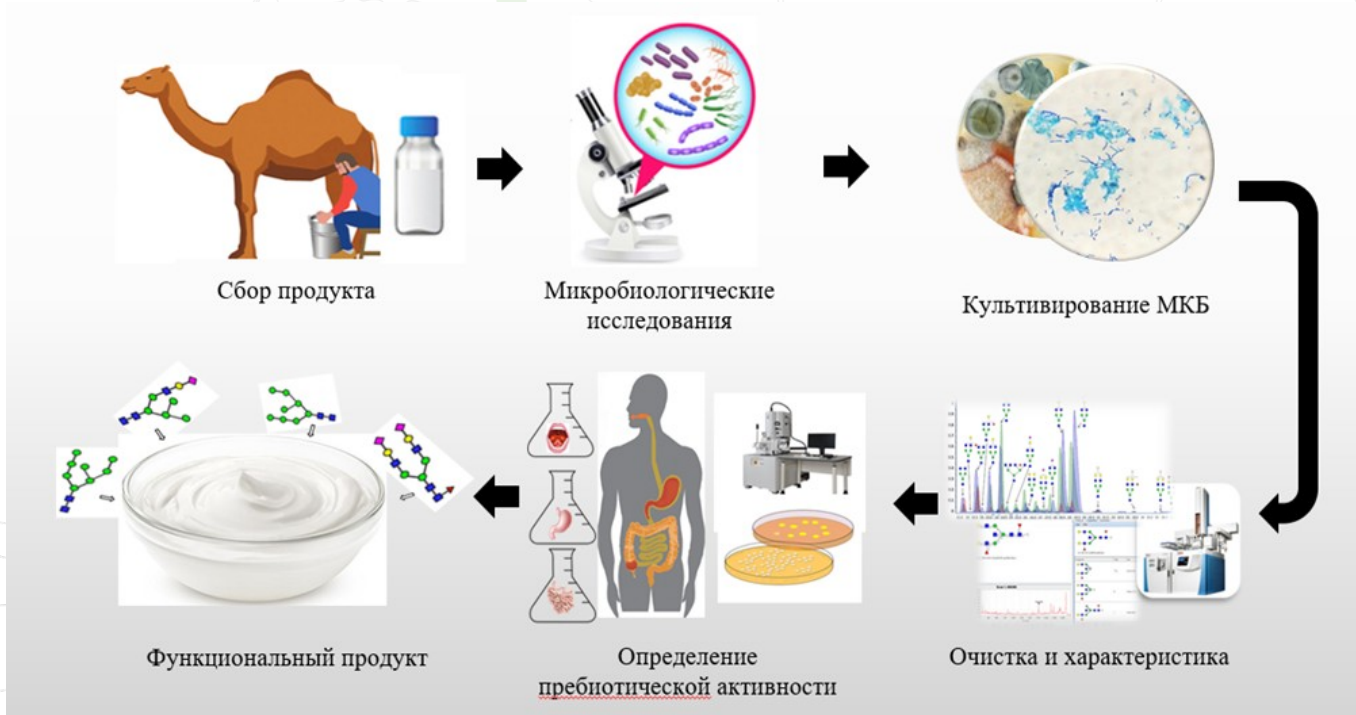 Сбор продукта
Микробиологические
исследования
Культивирование МКБ
Функциональный продукт
Определение
пребиотической активности
Очистка и характеристика